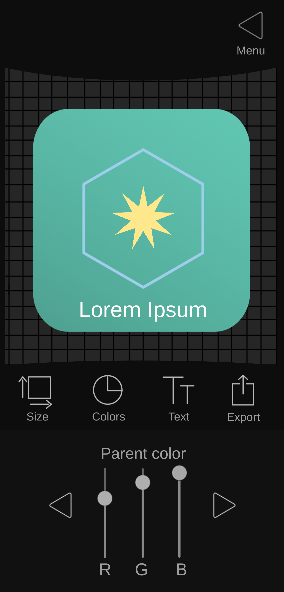 Menu
Lorem Ipsum
Size
Colors
Text
Export
Parent color
R G B